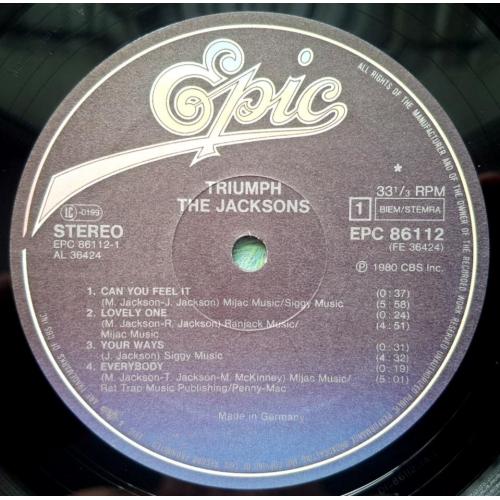 Epic
TRIUMPH
THE JACKSONS
*
33 1/3 RPM
LC -0199
1
BIEM/STEMRA
STEREO
EPC 86112
EPC 86112-1
(FE 36424)
AL 36424
℗ 1980 CBS Inc.
1. CAN YOU FEEL IT (0:37)
(M. Jackson-J. Jackson) Mijac Music/Siggy Music (5:58)
2. LOVELY ONE (0:24)
(M. Jackson-R. Jackson) Ranjack Music/ (4:51)
Mijac Music
3. YOUR WAYS (0:31)
(J. Jackson) Siggy Music (4:32)
4. EVERYBODY (0:19)
(M. Jackson-T. Jackson-M. McKinney) Mijac Music/ (5:01)
Rat Trap Music Publishing/Penny-Mac
Made in Germany
ALL RIGHTS OF THE MANUFACTURER AND OF THE OWNER OF THE RECORDED WORK RESERVED